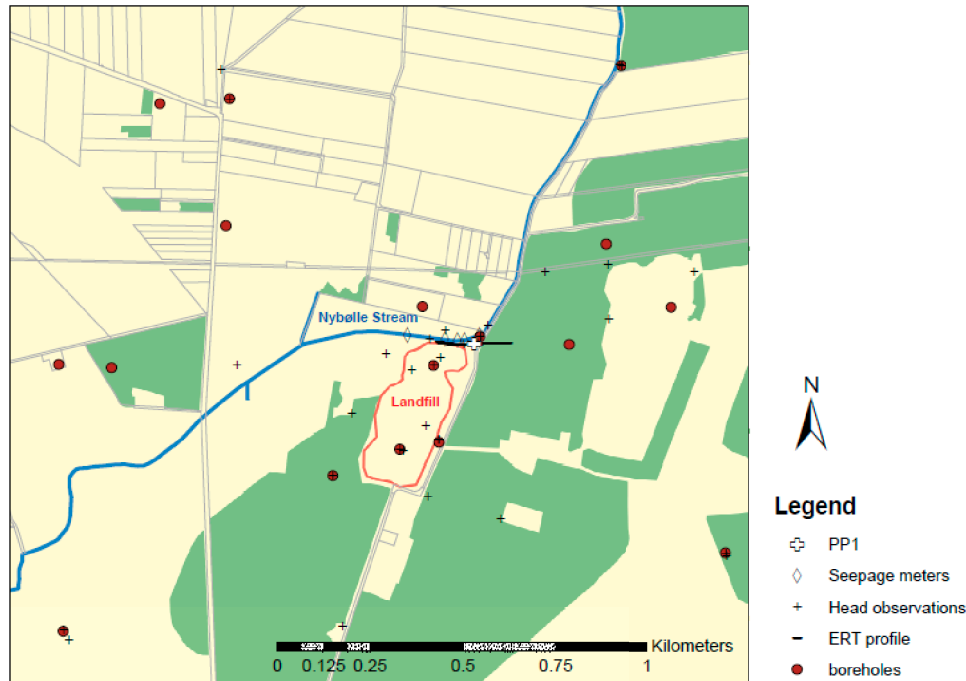 Nybølle Stream
Landfill
N
Legend
PP1
Seepage meters
Head observations
ERT profile
boreholes
Kilometers
0 0.125 0.25 0.5 0.75 1